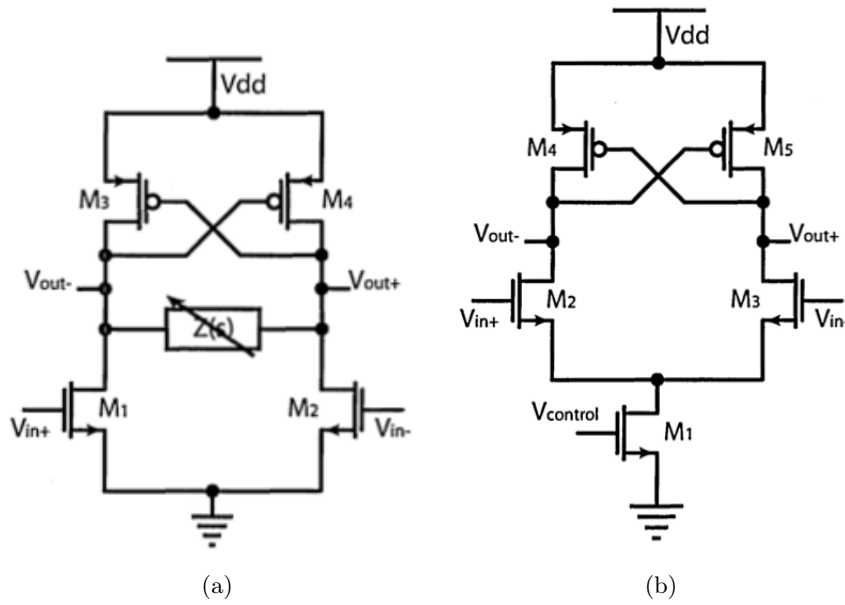 Vdd
M3
M4
Vout-
Vout+
Z(s)
M1
M2
Vin+
Vin-
(a)
Vdd
M4
M5
Vout-
Vout+
M2
M3
Vin+
Vin-
Vcontrol
M1
(b)